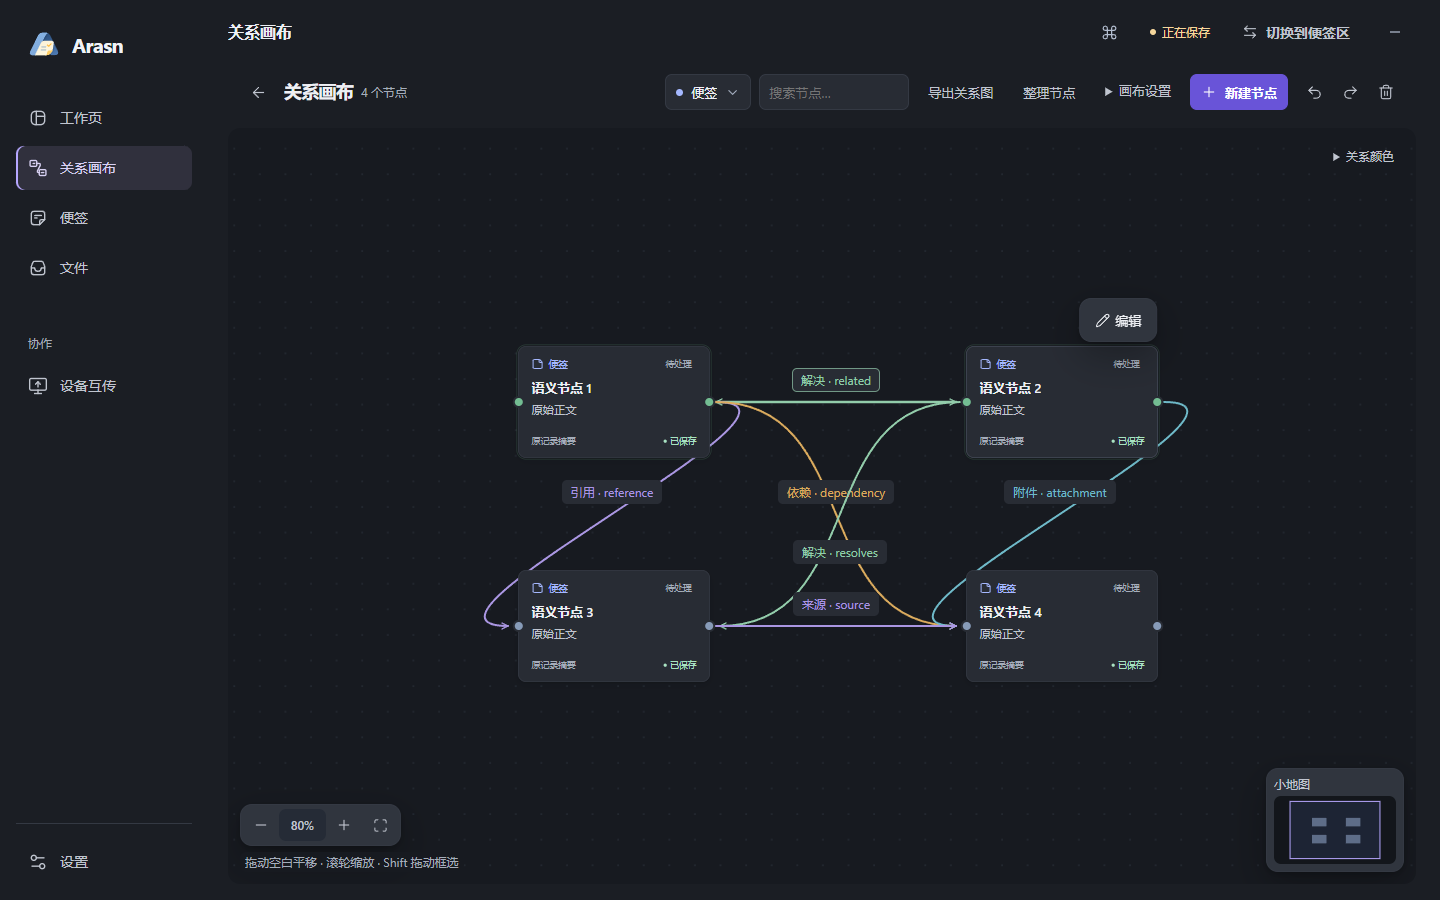 Arasn
工作页
关系画布
便签
文件
协作
设备互传
设置
关系画布
正在保存
切换到便签区
关系画布 4 个节点
便签
搜索节点...
导出关系图
整理节点
画布设置
新建节点
关系颜色
编辑
便签 待处理
语义节点 1
原始正文
原记录摘要 已保存
解决 · related
便签 待处理
语义节点 2
原始正文
原记录摘要 已保存
引用 · reference
依赖 · dependency
附件 · attachment
解决 · resolves
来源 · source
便签 待处理
语义节点 3
原始正文
原记录摘要 已保存
便签 待处理
语义节点 4
原始正文
原记录摘要 已保存
80%
拖动空白平移 · 滚轮缩放 · Shift 拖动框选
小地图